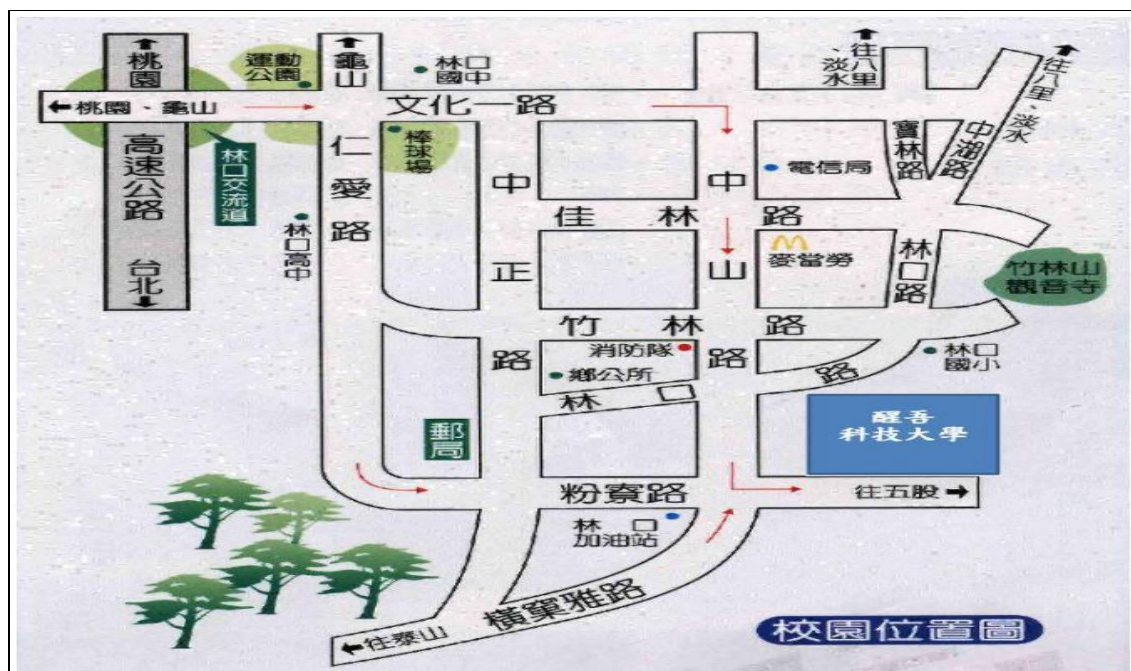 桃園
運動
公園
龜山
林口
國中
往八里
、淡水
往八里、淡水
桃園、龜山
文化一路
高速公路
台北
林口交流道
仁愛路
棒球場
林口高中
中正路
中山路
電信局
寶林路
中湖路
佳林路
麥當勞
林口路
竹林山
觀音寺
竹林路
消防隊
鄉公所
林口路
林口
國小
醒吾
科技大學
郵局
粉寮路
往五股
林口
加油站
橫窠雅路
往泰山
校園位置圖